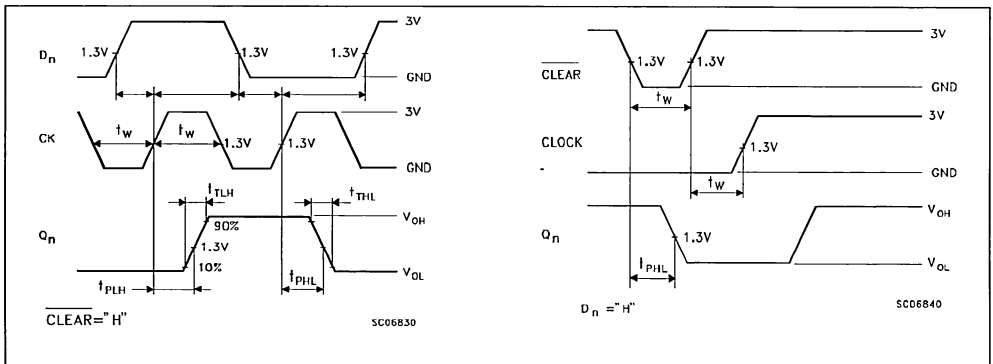 3V
Dn
1.3V
1.3V
1.3V
GND
3V
CK
tw
tw
1.3V
1.3V
GND
tTLH
tTHL
VOH
90%
Qn
1.3V
10%
VOL
tPLH
tPHL
CLEAR="H"
SC06830
3V
CLEAR
1.3V
1.3V
GND
tw
3V
CLOCK
1.3V
GND
tw
VOH
Qn
1.3V
VOL
tPHL
Dn ="H"
SC06840